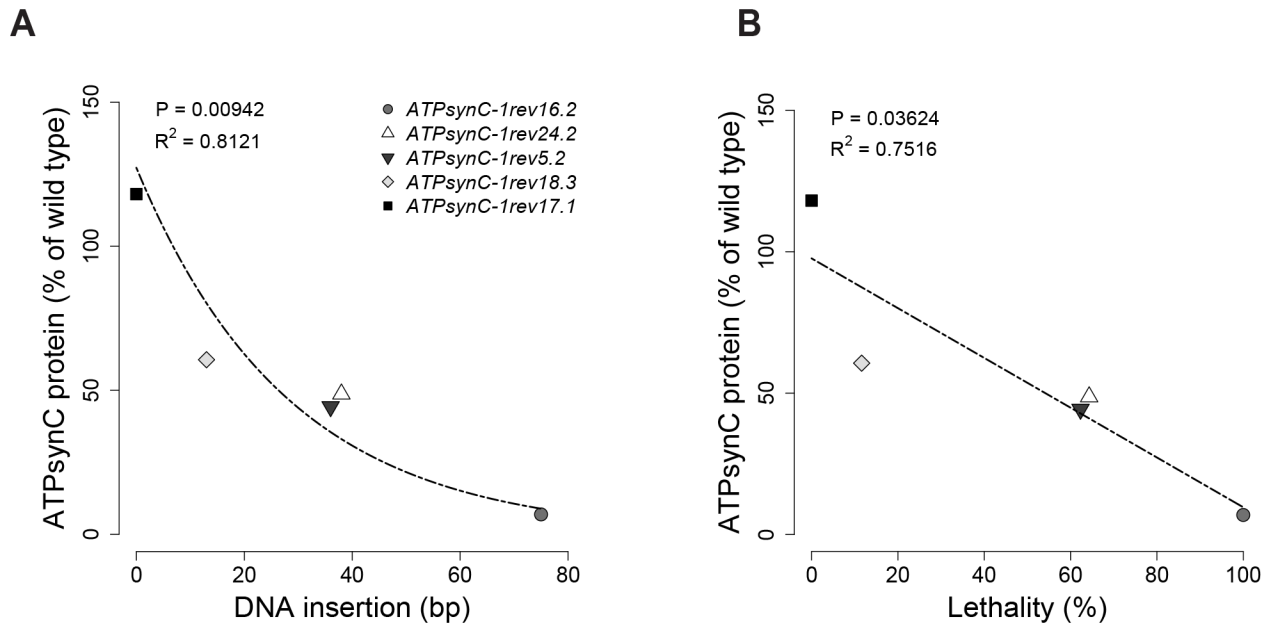 A
P = 0.00942
R² = 0.8121
ATPsynC-1rev16.2
ATPsynC-1rev24.2
ATPsynC-1rev5.2
ATPsynC-1rev18.3
ATPsynC-1rev17.1
ATPsynC protein (% of wild type)
150
100
50
0
0 20 40 60 80
DNA insertion (bp)
B
P = 0.03624
R² = 0.7516
ATPsynC protein (% of wild type)
150
100
50
0
0 20 40 60 80 100
Lethality (%)